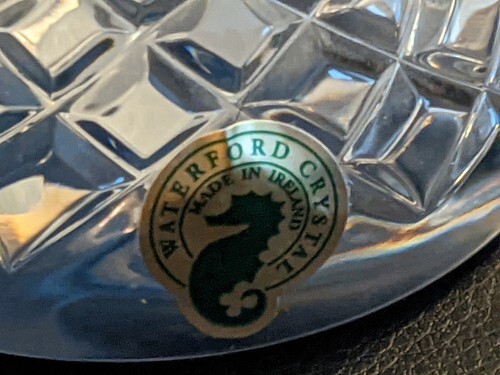 WATERFORD CRYSTAL
MADE IN IRELAND